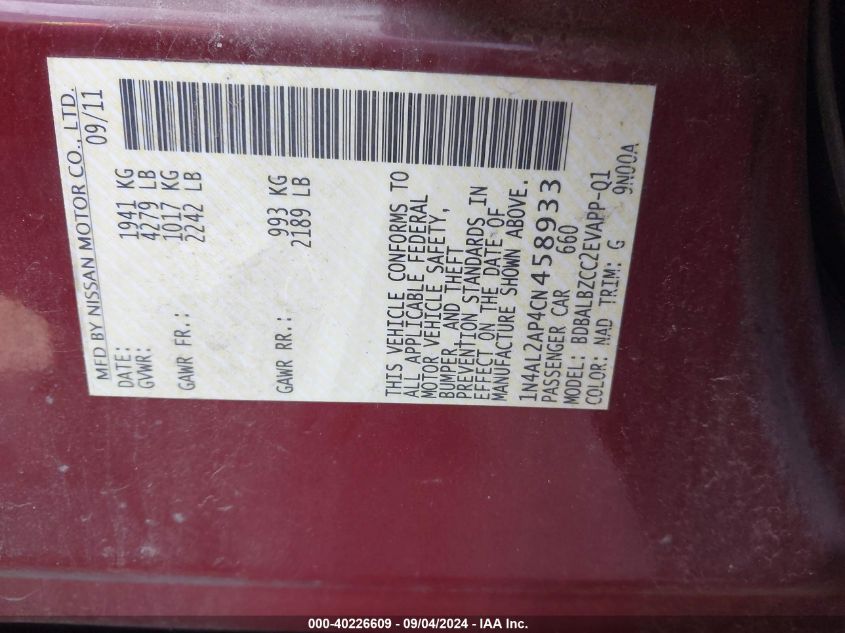 MFD BY NISSAN MOTOR CO., LTD.
DATE: 09/11
GVWR: 1941 KG
4279 LB
GAWR FR.: 1017 KG
2242 LB
GAWR RR.: 993 KG
2189 LB
THIS VEHICLE CONFORMS TO
ALL APPLICABLE FEDERAL
MOTOR VEHICLE SAFETY,
BUMPER, AND THEFT
PREVENTION STANDARDS IN
EFFECT ON THE DATE OF
MANUFACTURE SHOWN ABOVE.
1N4AL2AP4CN458933
PASSENGER CAR 660
MODEL: BDBALBZCC2EVAPP-Q1
COLOR: NAD TRIM: G 9N00A
000-40226609 - 09/04/2024 - IAA Inc.